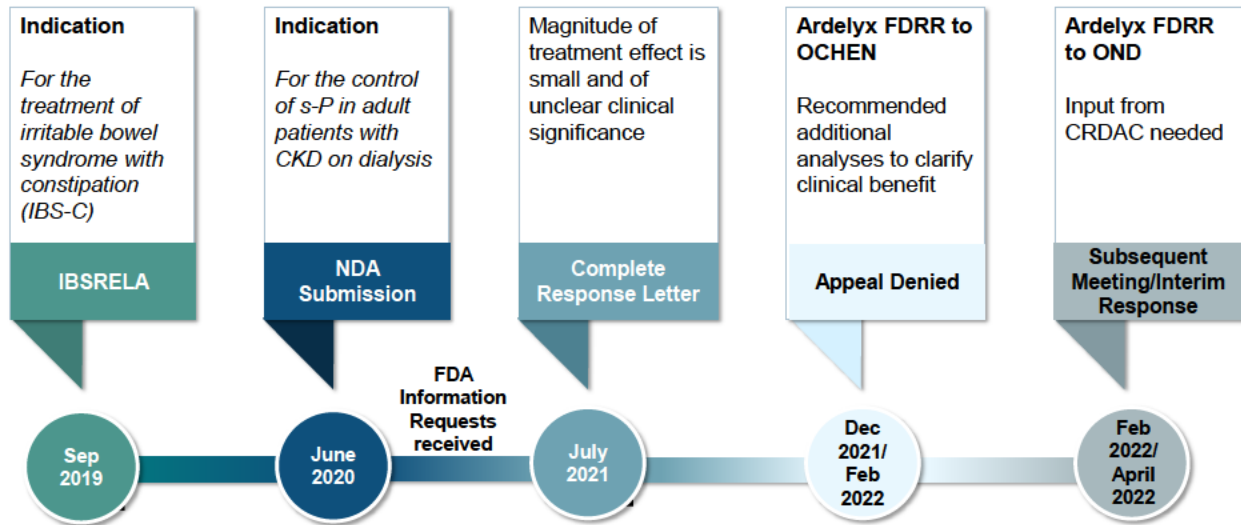 Indication
For the
treatment of
irritable bowel
syndrome with
constipation
(IBS-C)
IBSRELA
Sep
2019
Indication
For the control
of s-P in adult
patients with
CKD on dialysis
NDA
Submission
June
2020
FDA
Information
Requests
received
Magnitude of
treatment effect is
small and of
unclear clinical
significance
Complete
Response Letter
July
2021
Ardelyx FDRR to
OCHEN
Recommended
additional
analyses to clarify
clinical benefit
Appeal Denied
Dec
2021/
Feb
2022
Ardelyx FDRR
to OND
Input from
CRDAC needed
Subsequent
Meeting/Interim
Response
Feb
2022/
April
2022